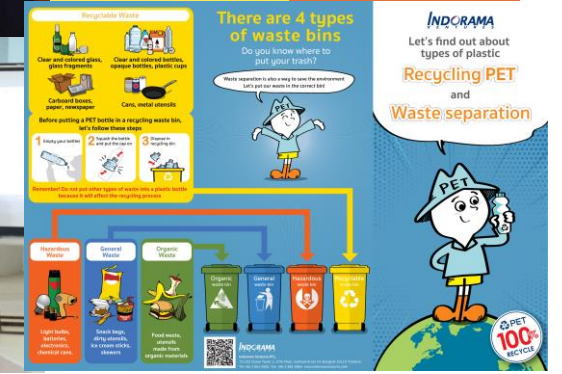 Recyclable Waste
Clear and colored glass,
glass fragments
Clear and colored bottles,
opaque bottles, plastic cups
Carboard boxes,
paper, newspaper
Cans, metal utensils
Before putting a PET bottle in a recycling waste bin,
let's follow these steps
1 Empty your bottles
2 Squash the bottle
and put the cap on
3 Dispose in
recycling bin
Remember! Do not put other types of waste into a plastic bottle
because it will affect the recycling process
Hazardous
Waste
Light bulbs,
batteries,
electronics,
chemical cans.
General
Waste
Snack bags,
dirty utensils,
ice cream sticks,
skewers
Organic
Waste
Food waste,
utensils
made from
organic materials
There are 4 types
of waste bins
Do you know where to
put your trash?
Waste separation is also a way to save the environment
Let's put our waste in the correct bin!
PET
Organic
waste bin
General
waste bin
Hazardous
waste bin
Recyclable
waste bin
INDORAMA
VENTURES
INDORAMA
VENTURES
Let's find out about
types of plastic
Recycling PET
and
Waste separation
PET
PET
100%
RECYCLE